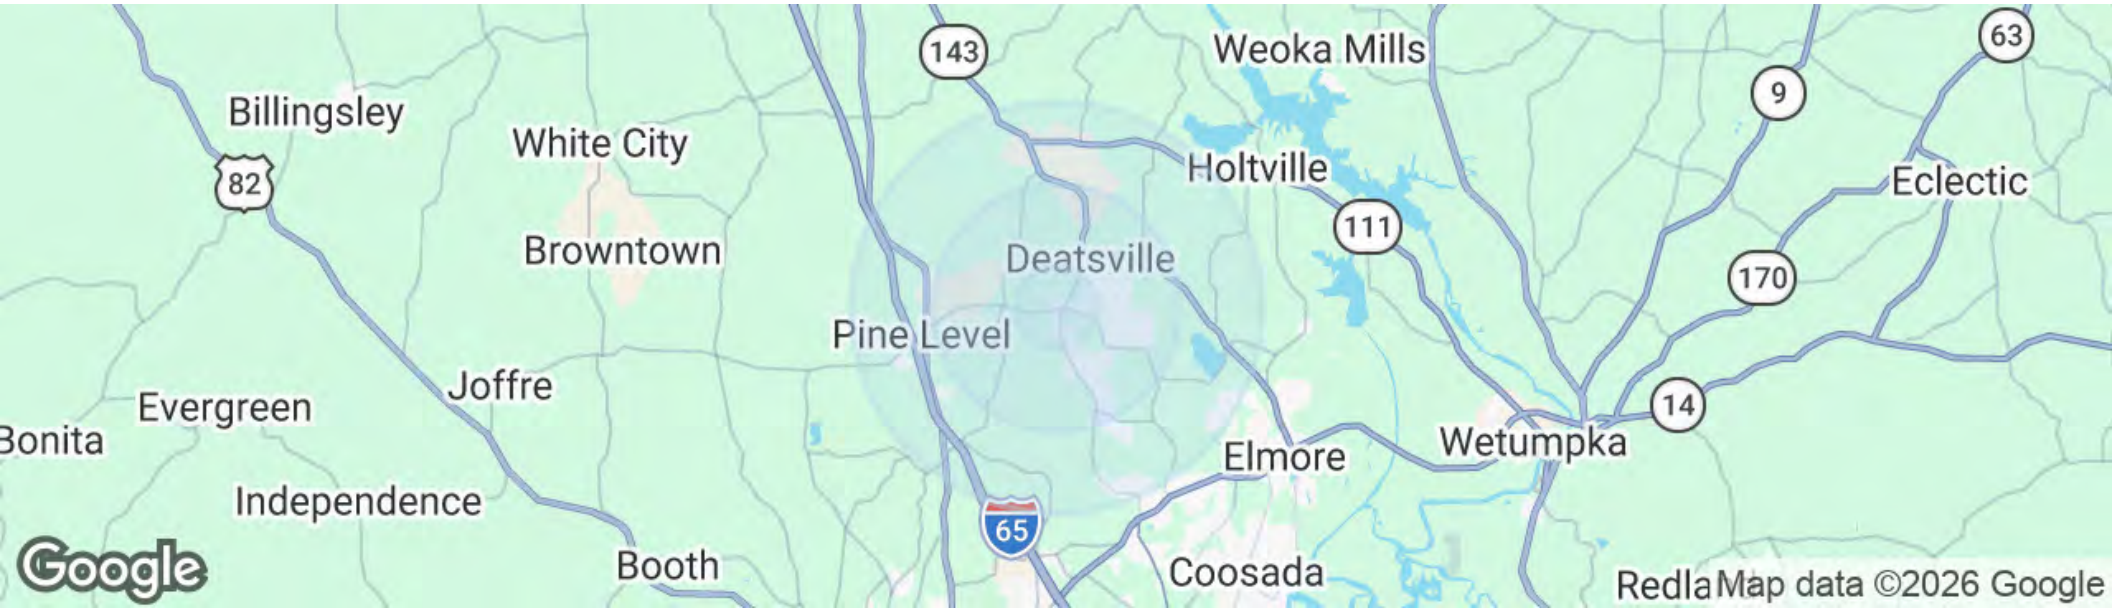 63
143
Weoka Mills
9
Billingsley
White City
Holtville
82
Eclectic
111
Browntown
Deatsville
170
Pine Level
Joffre
Evergreen
14
Bonita
Wetumpka
Elmore
Independence
65
Booth
Google
Coosada
Redla
Map data ©2026 Google